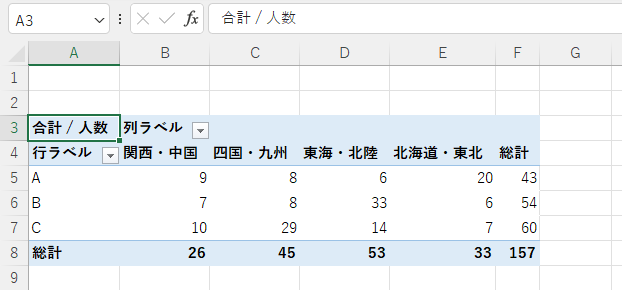 A3 fx 合計 / 人数
A B C D E F G
1
2
3 合計 / 人数 列ラベル
4 行ラベル 関西・中国 四国・九州 東海・北陸 北海道・東北 総計
5 A 9 8 6 20 43
6 B 7 8 33 6 54
7 C 10 29 14 7 60
8 総計 26 45 53 33 157
9